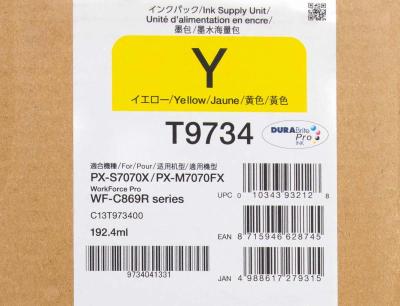 インクパック/Ink Supply Unit/
Unité d'alimentation en encre/
墨包/墨水海量包
Y
イエロー/Yellow/Jaune/黄色/黃色
T9734
DURABrite
Pro
INK
適合機種/For/Pour/适用机型/適用機型
PX-S7070X/PX-M7070FX
WorkForce Pro
WF-C869R series
C13T973400
192.4ml
9734041331
UPC 0 10343 93212 8
EAN 8 715946 628745
JAN 4 988617 279315